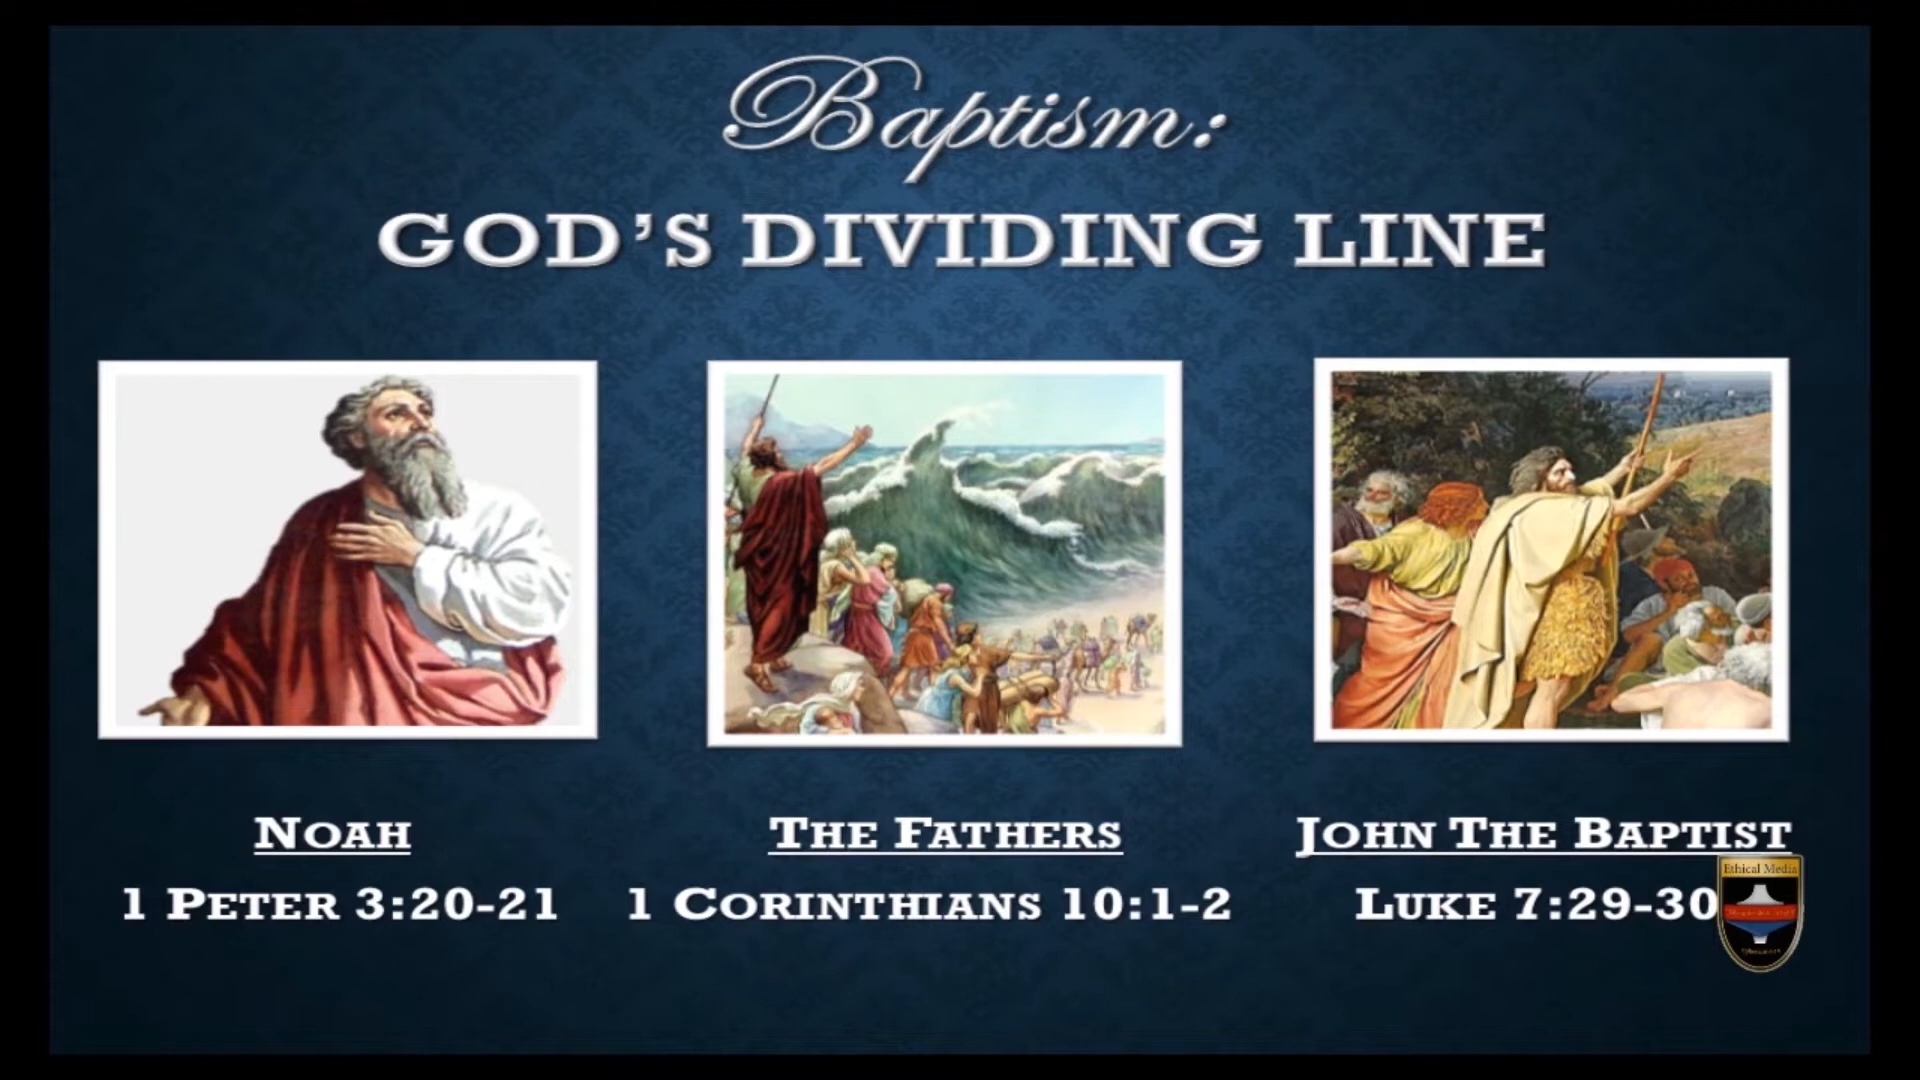 Baptism:
GOD'S DIVIDING LINE
NOAH
1 PETER 3:20-21
THE FATHERS
1 CORINTHIANS 10:1-2
JOHN THE BAPTIST
LUKE 7:29-30
Ethical Media